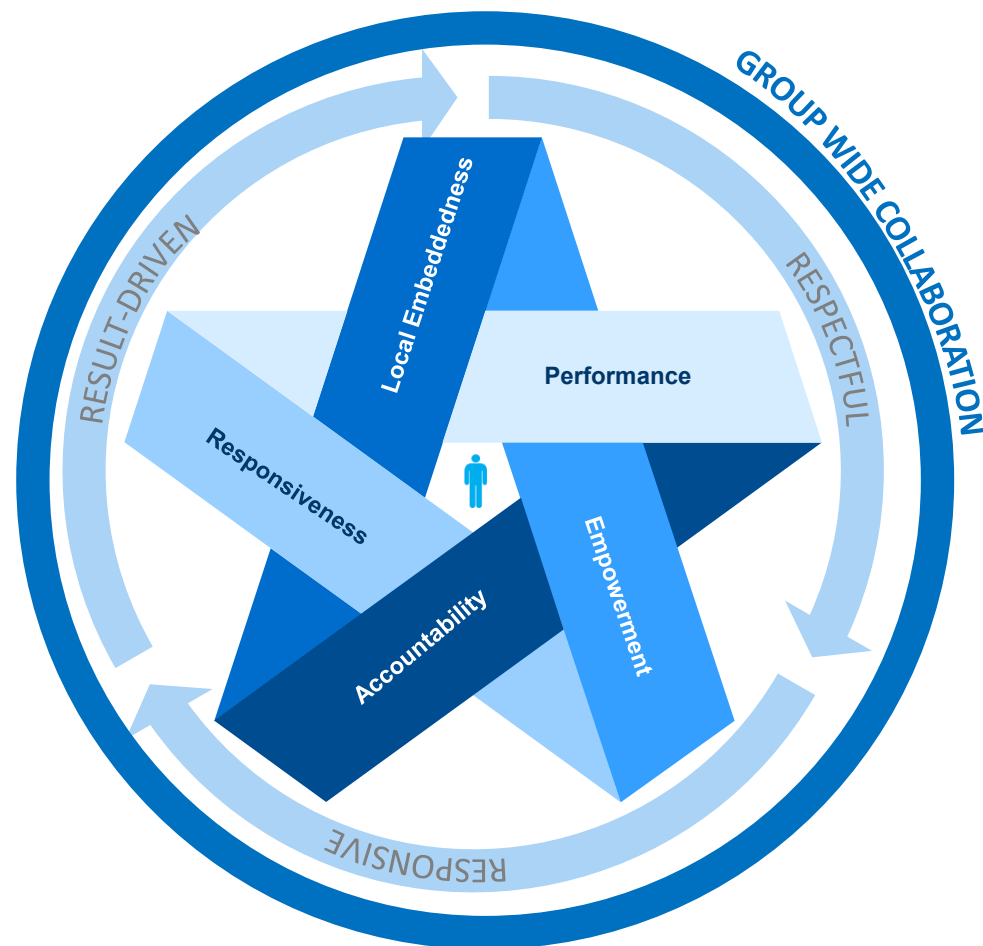 GROUP WIDE COLLABORATION
RESULT-DRIVEN
RESPECTFUL
Local Embeddedness
Performance
Responsiveness
Empowerment
Accountability
RESPONSIVE